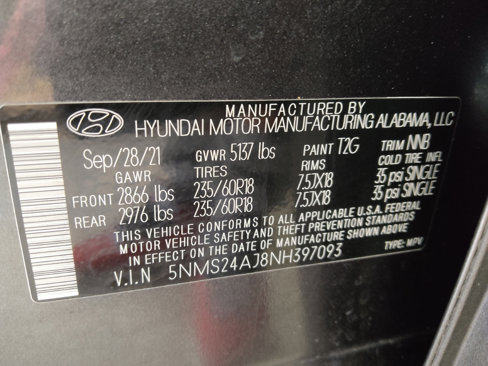 MANUFACTURED BY
HYUNDAI MOTOR MANUFACTURING ALABAMA, LLC
Sep/28/21 GVWR 5137 lbs PAINT T2G TRIM NNB
GAWR TIRES RIMS COLD TIRE INFL
FRONT 2866 lbs 235/60R18 7.5JX18 35 psi SINGLE
REAR 2976 lbs 235/60R18 7.5JX18 35 psi SINGLE
THIS VEHICLE CONFORMS TO ALL APPLICABLE U.S.A. FEDERAL
MOTOR VEHICLE SAFETY AND THEFT PREVENTION STANDARDS
IN EFFECT ON THE DATE OF MANUFACTURE SHOWN ABOVE
V.I.N 5NMS24AJ8NH397093 TYPE: MPV